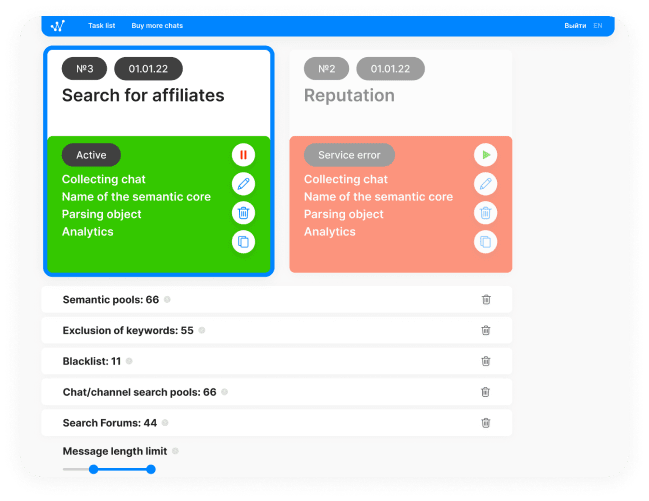 Task list
Buy more chats
Выйти
EN
№3
01.01.22
Search for affiliates
Active
Collecting chat
Name of the semantic core
Parsing object
Analytics
№2
01.01.22
Reputation
Service error
Collecting chat
Name of the semantic core
Parsing object
Analytics
Semantic pools: 66
Exclusion of keywords: 55
Blacklist: 11
Chat/channel search pools: 66
Search Forums: 44
Message length limit